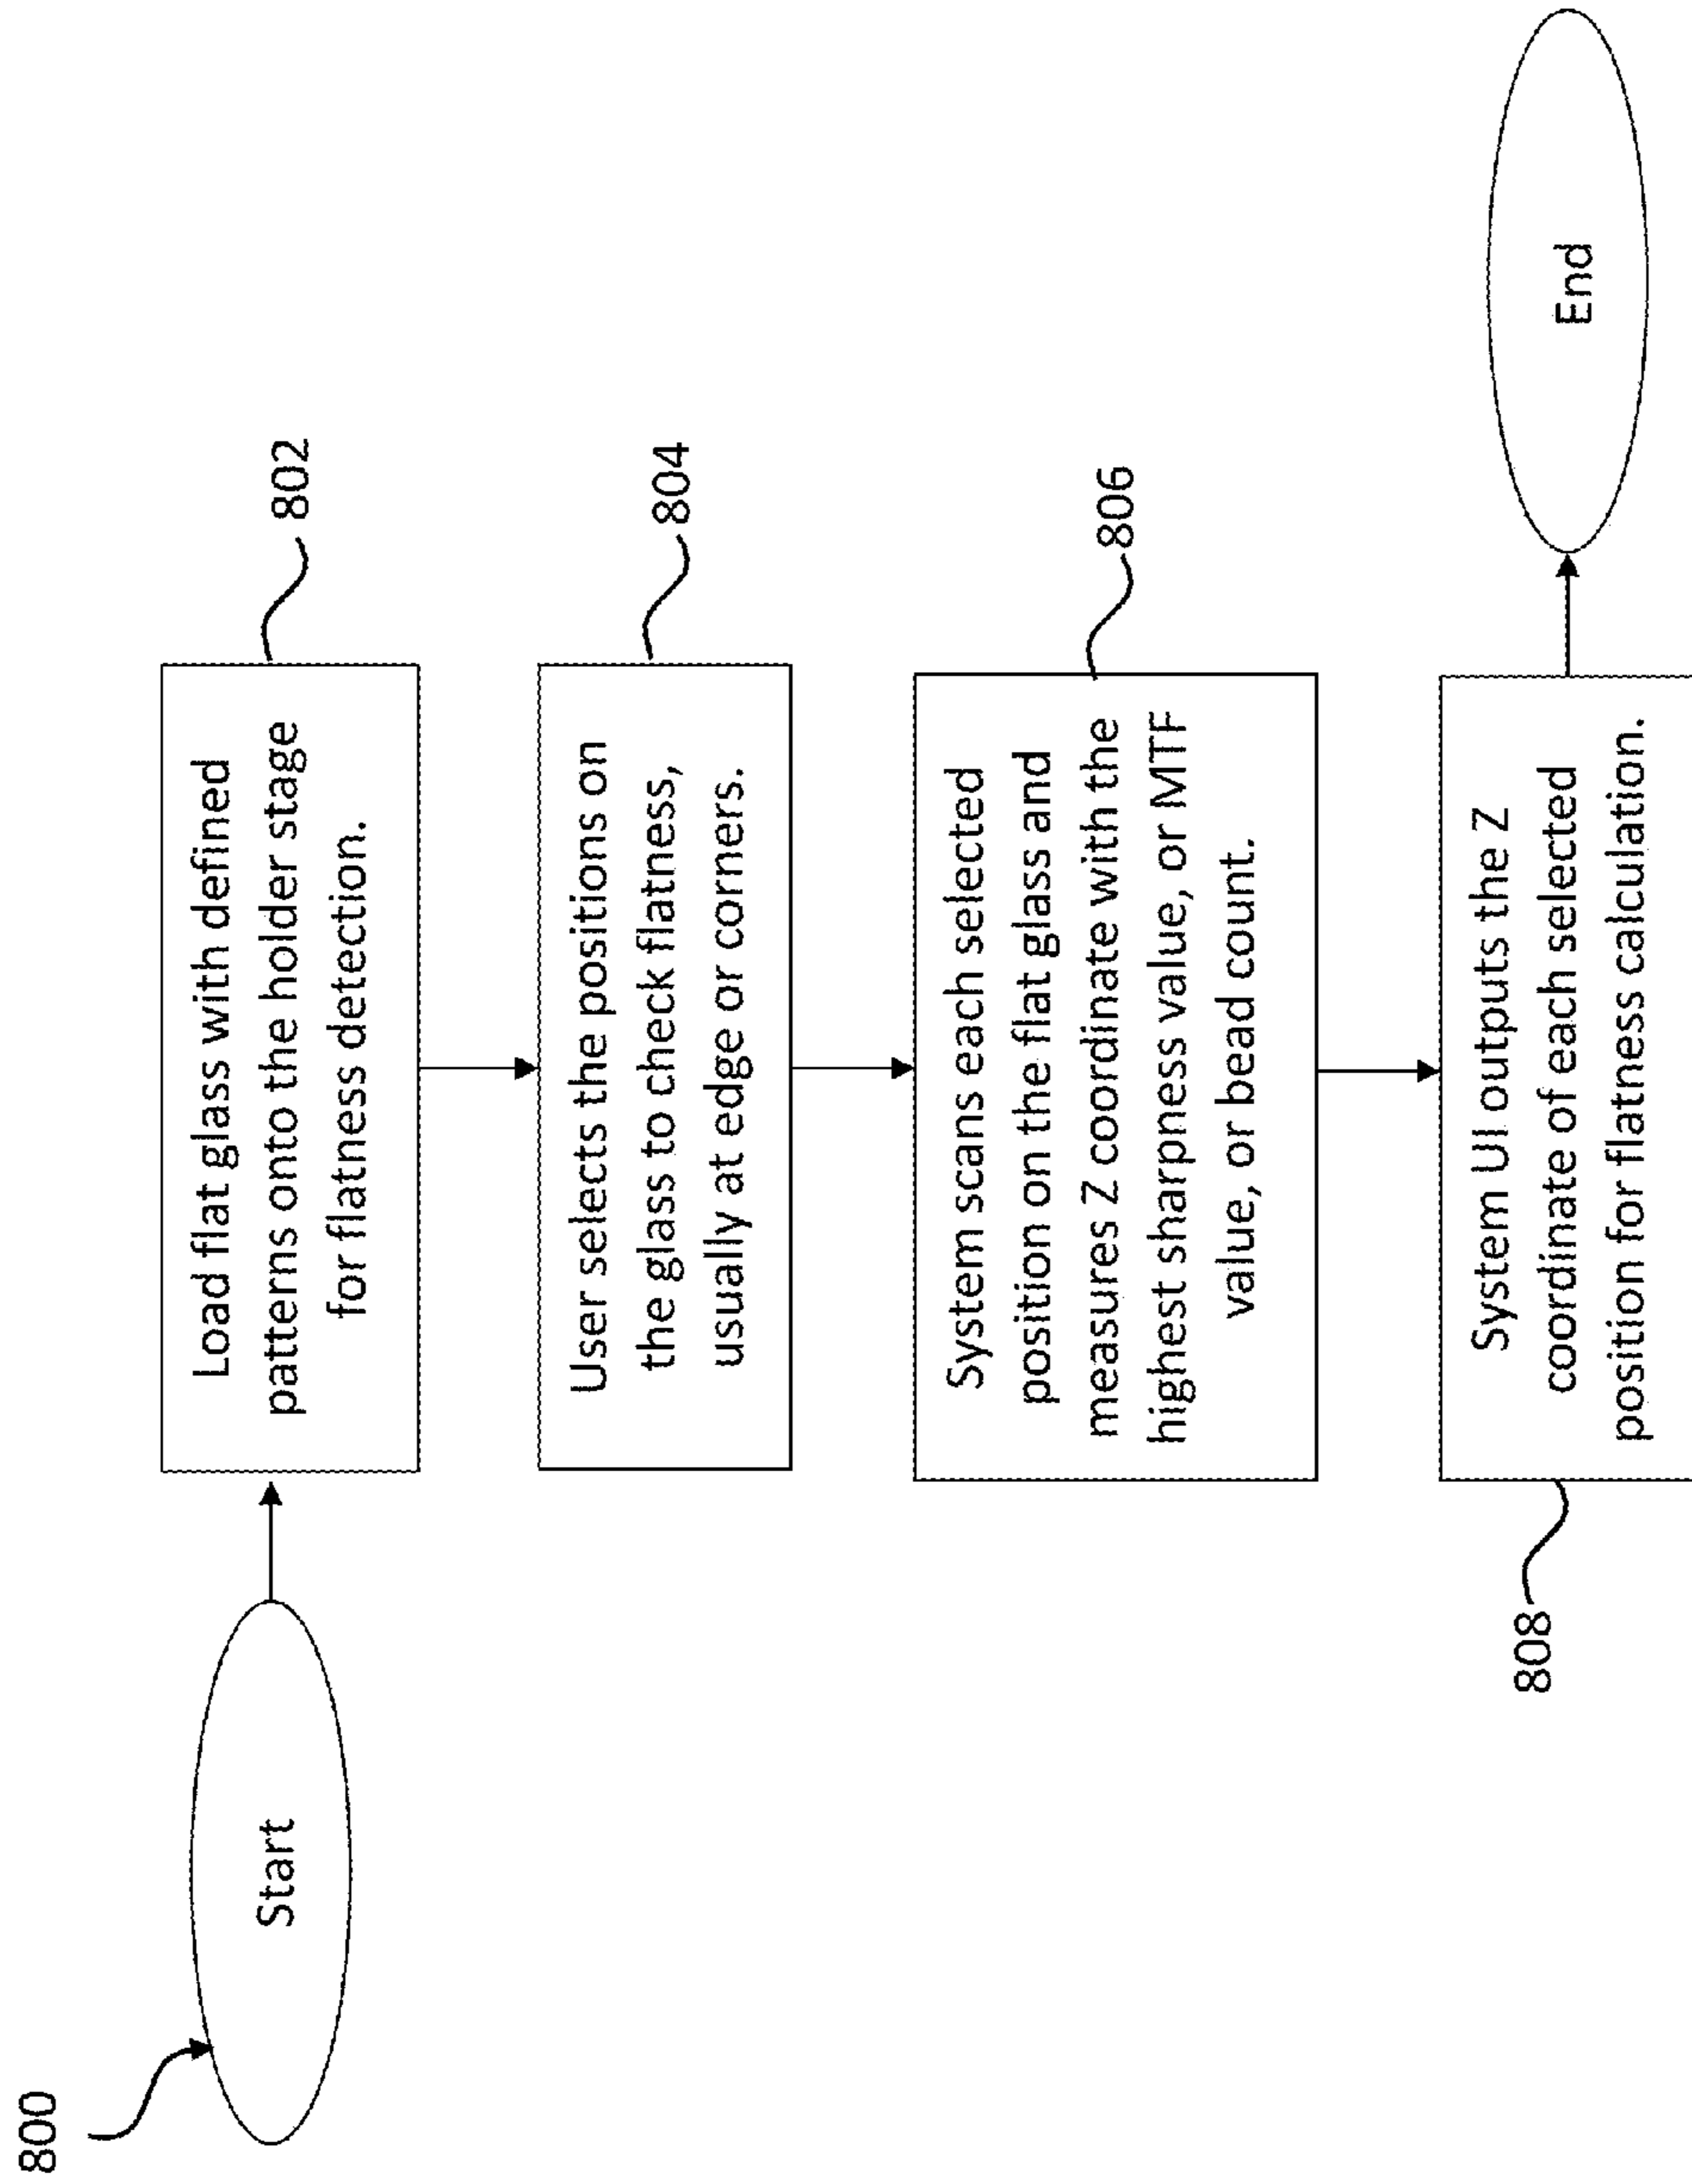 800
Start
Load flat glass with defined
patterns onto the holder stage
for flatness detection.
802
User selects the positions on
the glass to check flatness,
usually at edge or corners.
804
System scans each selected
position on the flat glass and
measures Z coordinate with the
highest sharpness value, or MTF
value, or bead count.
806
System UI outputs the Z
coordinate of each selected
position for flatness calculation.
808
End